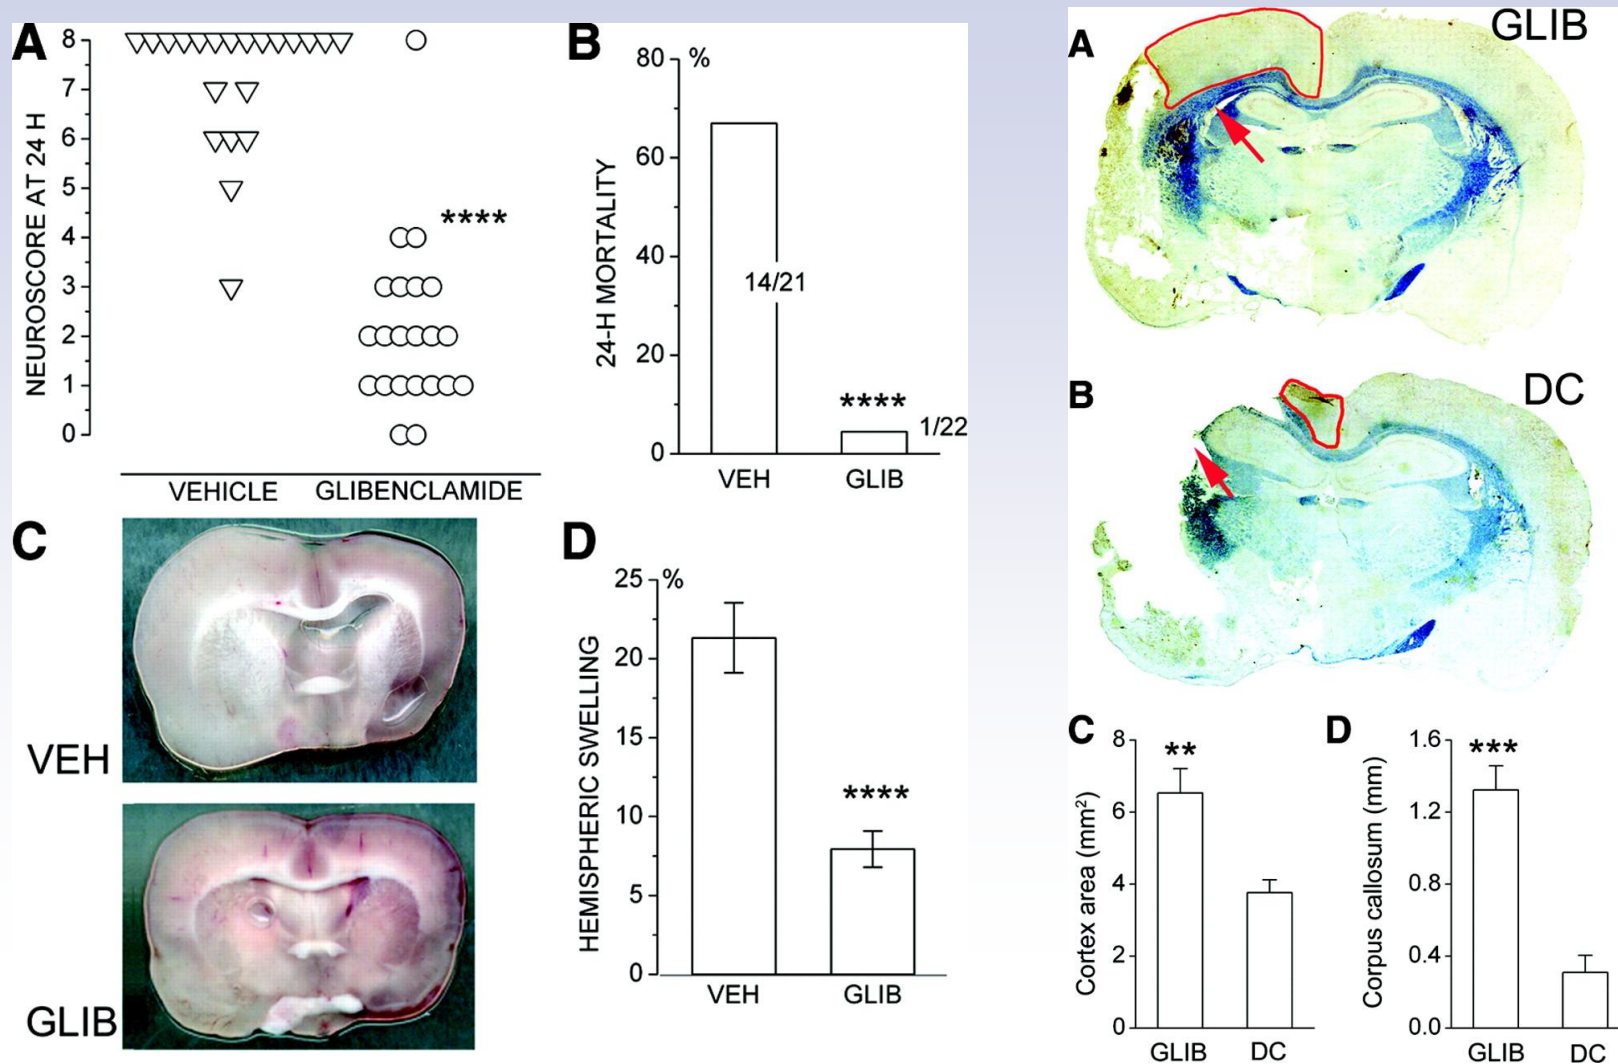 A
NEUROSCORE AT 24 H
8
7
6
5
4
3
2
1
0
****
VEHICLE GLIBENCLAMIDE
B
24-H MORTALITY
%
80
60
40
20
0
14/21
****
1/22
VEH GLIB
C
VEH
GLIB
D
HEMISPHERIC SWELLING
%
25
20
15
10
5
0
****
VEH GLIB
A
GLIB
B
DC
C
Cortex area (mm²)
8
6
4
2
0
**
GLIB DC
D
Corpus callosum (mm)
1.6
1.2
0.8
0.4
0.0
***
GLIB DC